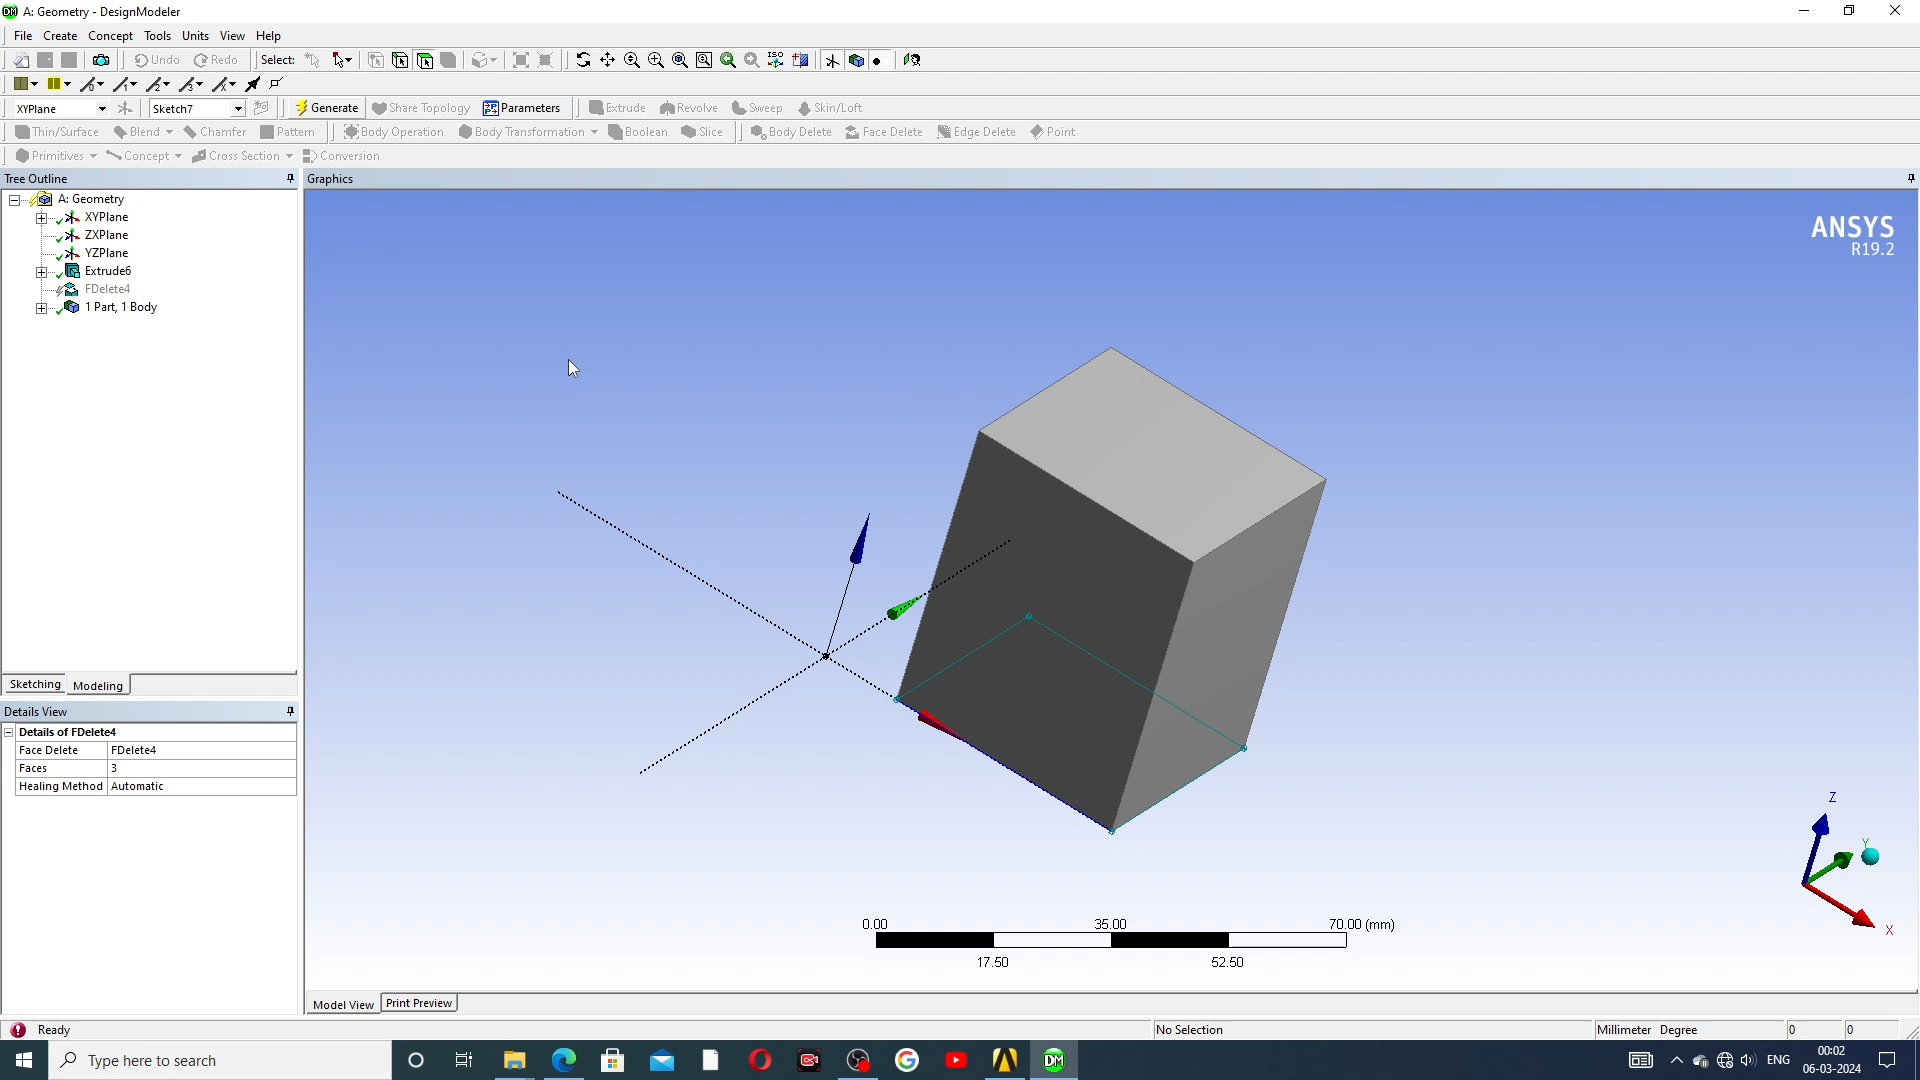 A: Geometry - DesignModeler
File Create Concept Tools Units View Help
Undo Redo Select: ISO
XYPlane Sketch7 Generate Share Topology Parameters Extrude Revolve Sweep Skin/Loft
Thin/Surface Blend Chamfer Pattern Body Operation Body Transformation Boolean Slice Body Delete Face Delete Edge Delete Point
Primitives Concept Cross Section Conversion
Tree Outline
A: Geometry
XYPlane
ZXPlane
YZPlane
Extrude6
FDelete4
1 Part, 1 Body
Sketching Modeling
Details View
Details of FDelete4
Face Delete FDelete4
Faces 3
Healing Method Automatic
Graphics
ANSYS
R19.2
Z
Y
X
0.00 35.00 70.00 (mm)
17.50 52.50
Model View Print Preview
Ready No Selection Millimeter Degree 0 0
Type here to search
DM
ENG
00:02
06-03-2024